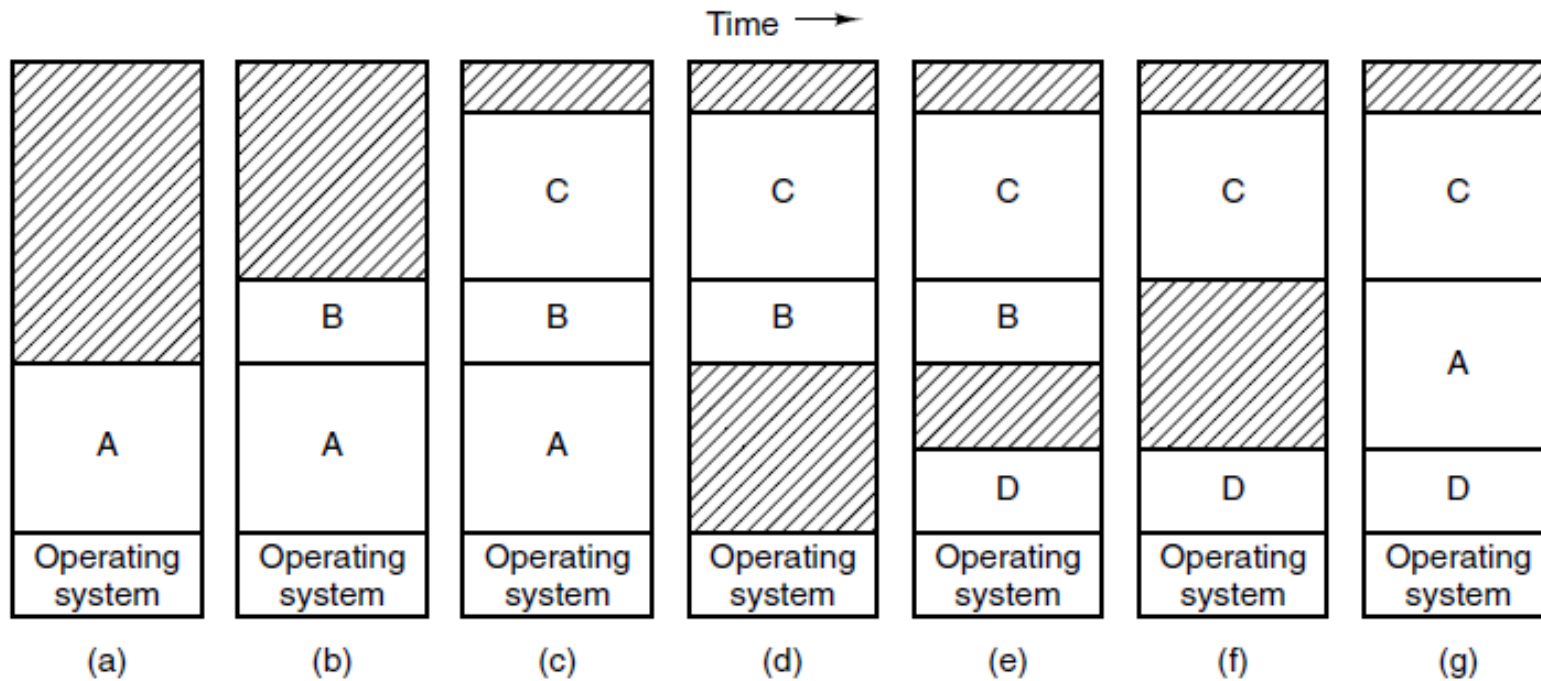 Time
C
C
C
C
C
B
B
B
B
A
A
A
A
D
D
D
Operating
system
Operating
system
Operating
system
Operating
system
Operating
system
Operating
system
Operating
system
(a)
(b)
(c)
(d)
(e)
(f)
(g)